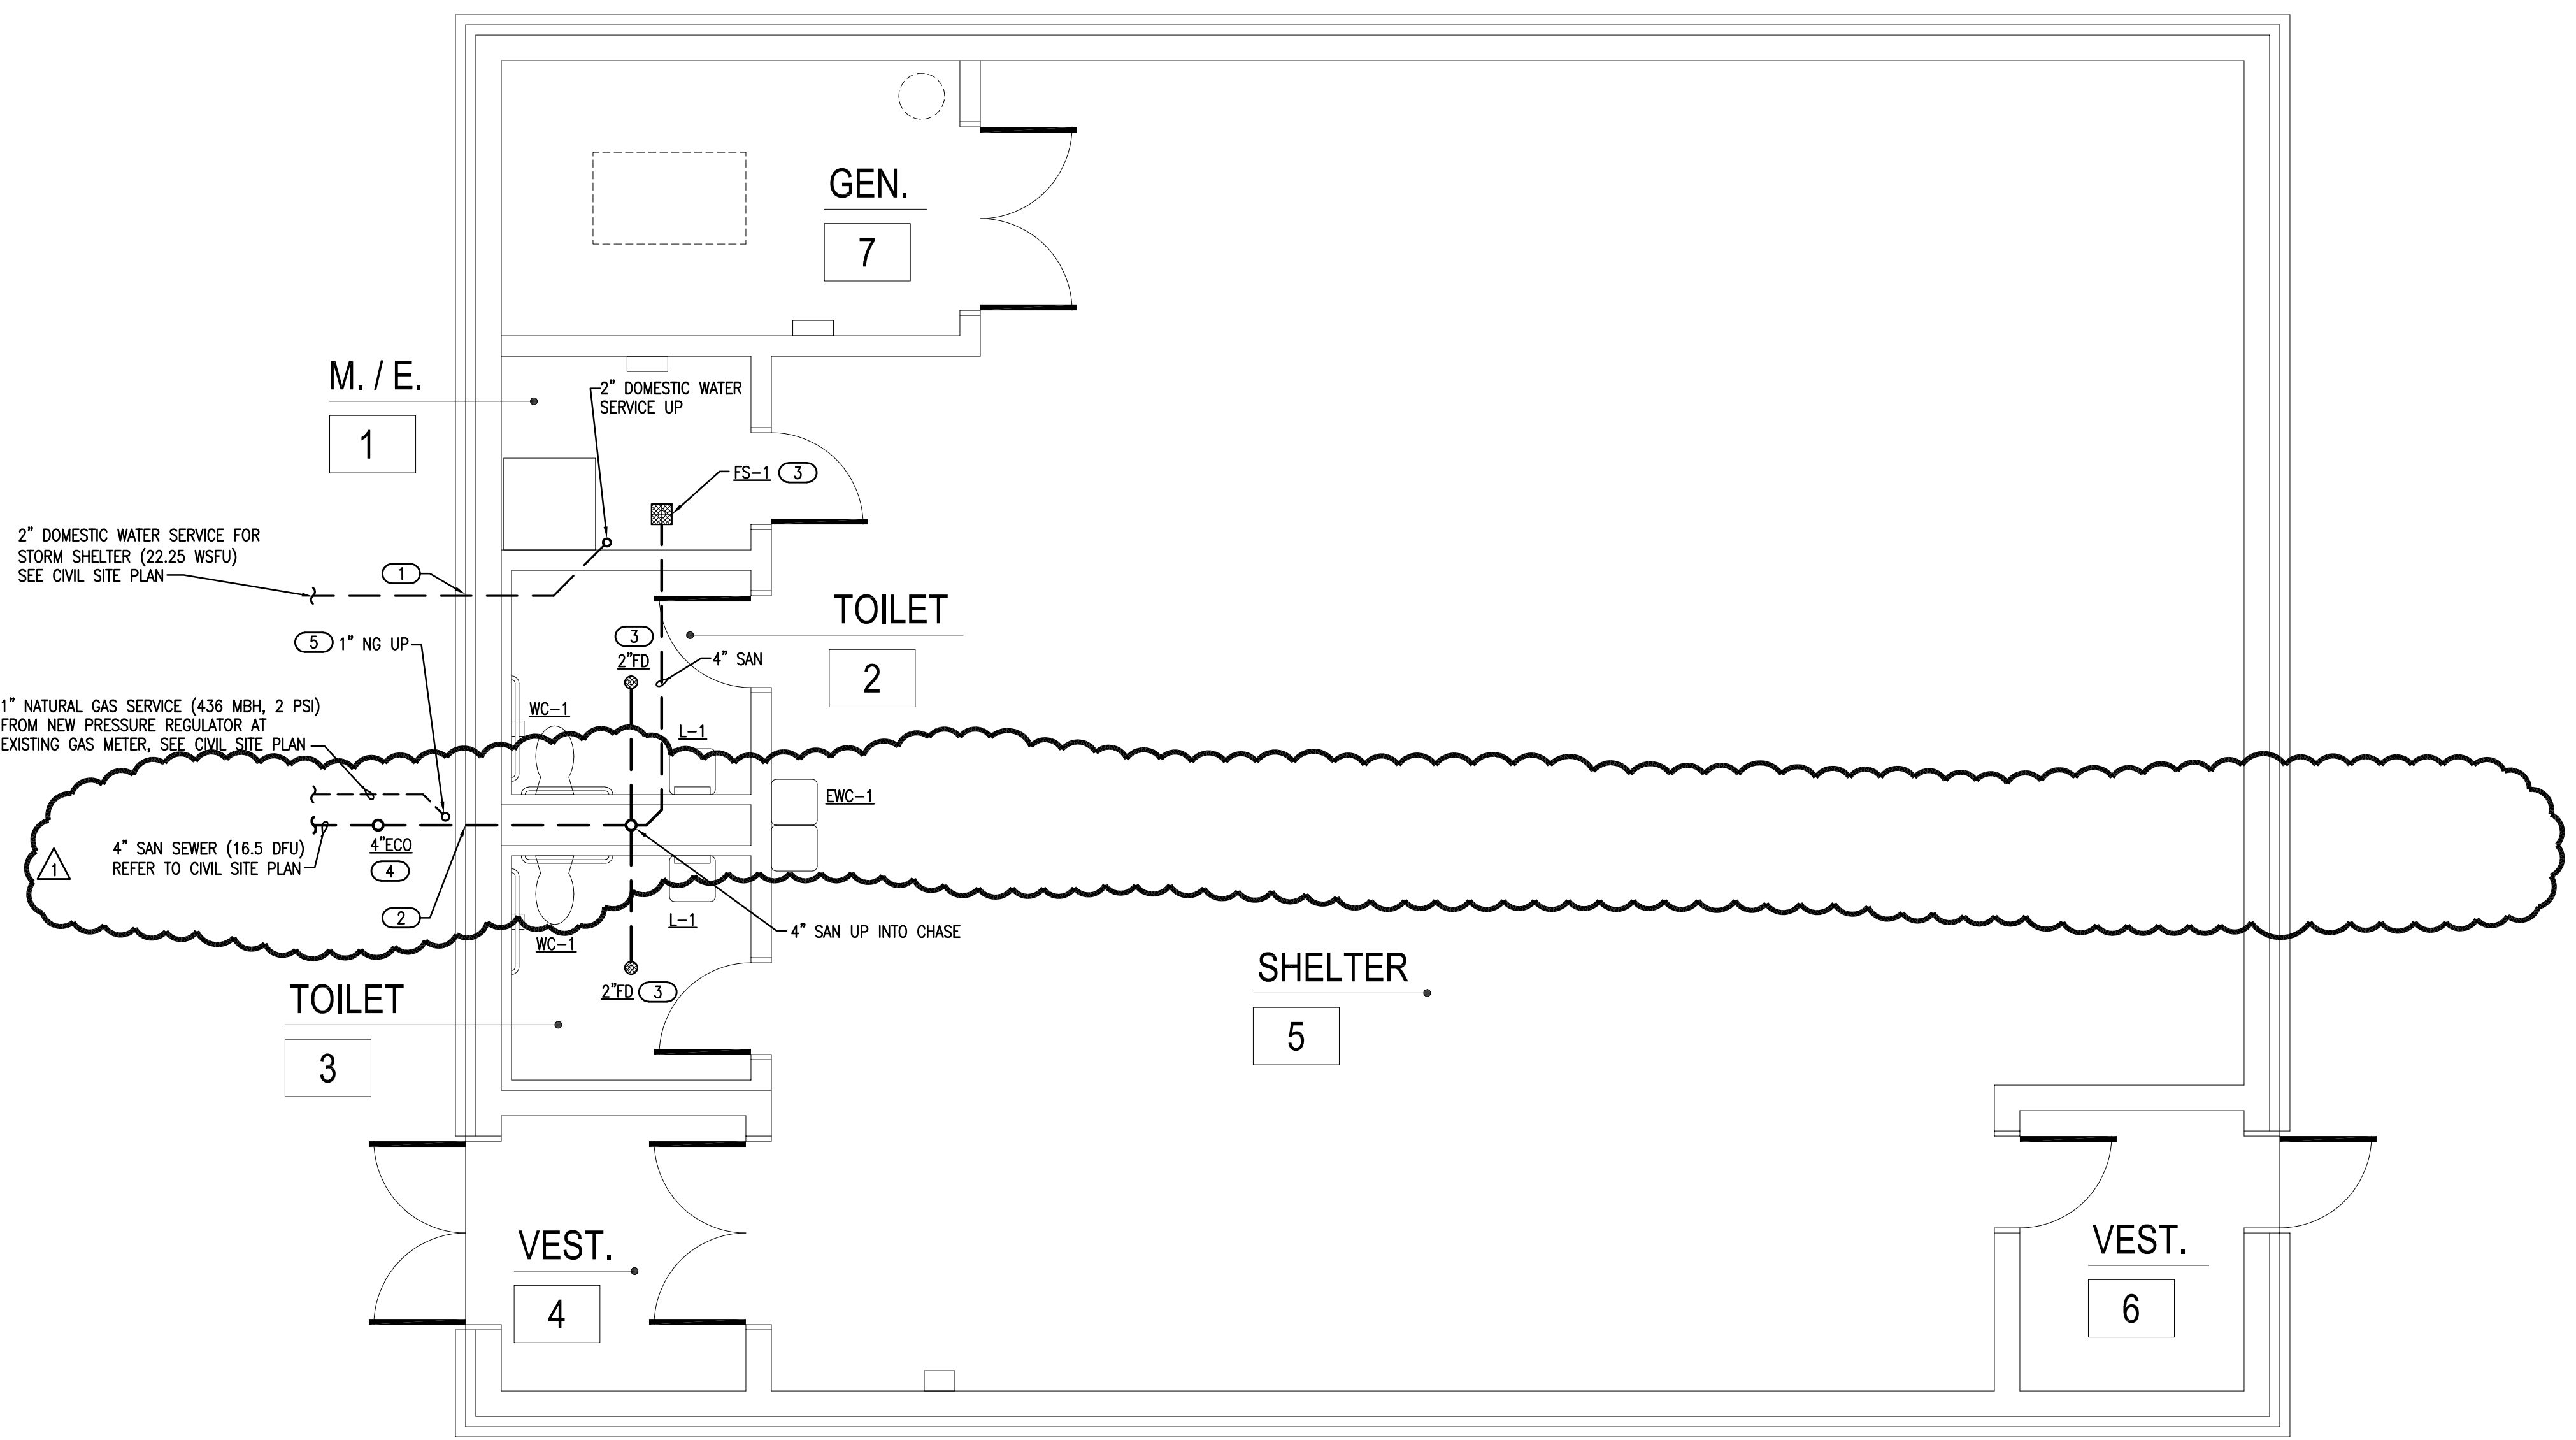 GEN.
7
M. / E.
1
2" DOMESTIC WATER
SERVICE UP
FS-1 3
2" DOMESTIC WATER SERVICE FOR
STORM SHELTER (22.25 WSFU)
SEE CIVIL SITE PLAN
1
TOILET
2
3
2"FD
4" SAN
5 1" NG UP
1" NATURAL GAS SERVICE (436 MBH, 2 PSI)
FROM NEW PRESSURE REGULATOR AT
EXISTING GAS METER, SEE CIVIL SITE PLAN
WC-1
L-1
EWC-1
4" SAN SEWER (16.5 DFU)
REFER TO CIVIL SITE PLAN
4"ECO
4
1
2
WC-1
L-1
4" SAN UP INTO CHASE
2"FD 3
TOILET
3
SHELTER
5
VEST.
4
VEST.
6